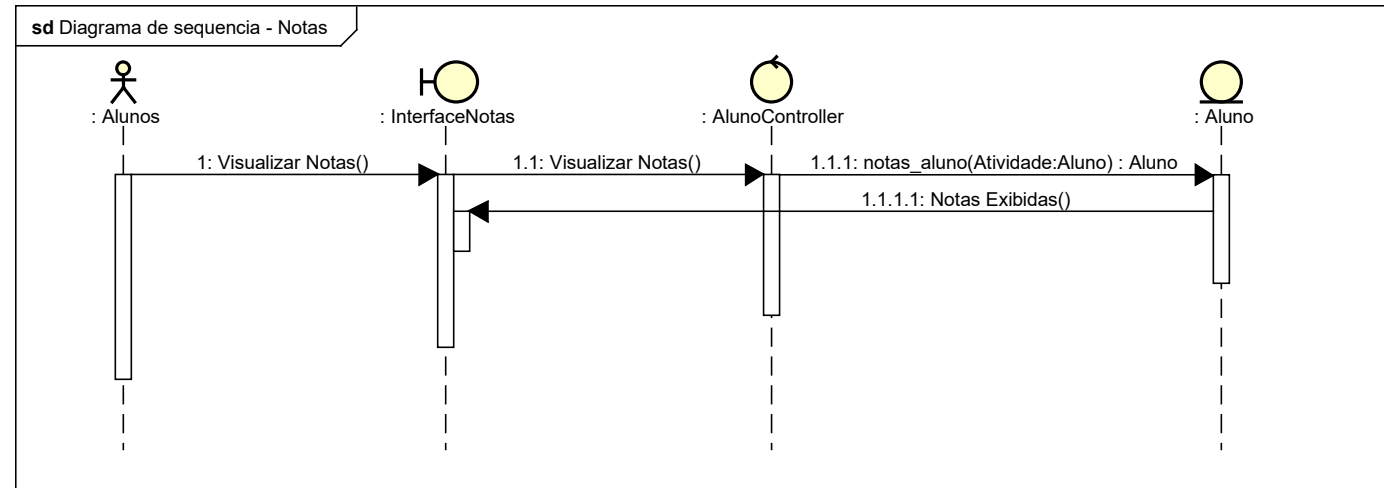 sd Diagrama de sequencia - Notas
: Alunos
: InterfaceNotas
: AlunoController
: Aluno
1: Visualizar Notas()
1.1: Visualizar Notas()
1.1.1: notas_aluno(Atividade:Aluno) : Aluno
1.1.1.1: Notas Exibidas()